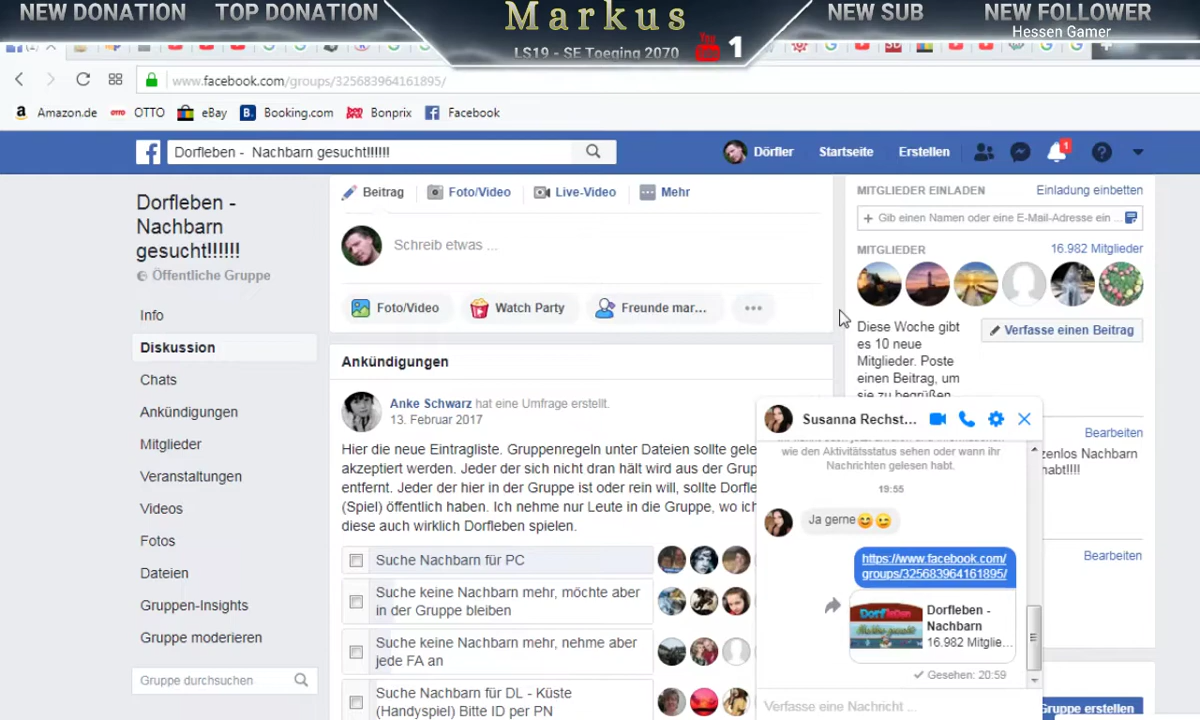 NEW DONATION
TOP DONATION
Markus
LS19 - SE Toeging 2070
You
1
NEW SUB
NEW FOLLOWER
Hessen Gamer
www.facebook.com/groups/325683964161895/
Amazon.de
OTTO
eBay
Booking.com
Bonprix
Facebook
Dorfleben - Nachbarn gesucht!!!!!!
Dörfler
Startseite
Erstellen
1
Dorfleben -
Nachbarn
gesucht!!!!!!
Öffentliche Gruppe
Info
Diskussion
Chats
Ankündigungen
Mitglieder
Veranstaltungen
Videos
Fotos
Dateien
Gruppen-Insights
Gruppe moderieren
Gruppe durchsuchen
Beitrag
Foto/Video
Live-Video
Mehr
Schreib etwas ...
Foto/Video
Watch Party
Freunde mar...
Ankündigungen
Anke Schwarz hat eine Umfrage erstellt.
13. Februar 2017
Hier die neue Eintragliste. Gruppenregeln unter Dateien sollte gele
akzeptiert werden. Jeder der sich nicht dran hält wird aus der Grup
entfernt. Jeder der hier in der Gruppe ist oder rein will, sollte Dorfle
(Spiel) öffentlich haben. Ich nehme nur Leute in die Gruppe, wo ich
diese auch wirklich Dorfleben spielen.
Suche Nachbarn für PC
Suche keine Nachbarn mehr, möchte aber
in der Gruppe bleiben
Suche keine Nachbarn mehr, nehme aber
jede FA an
Suche Nachbarn für DL - Küste
(Handyspiel) Bitte ID per PN
MITGLIEDER EINLADEN
Einladung einbetten
+ Gib einen Namen oder eine E-Mail-Adresse ein ...
MITGLIEDER
16.982 Mitglieder
Diese Woche gibt
es 10 neue
Mitglieder. Poste
einen Beitrag, um
sie zu begrüßen
Verfasse einen Beitrag
Bearbeiten
zenlos Nachbarn
habt!!!!
Bearbeiten
Gruppe erstellen
Susanna Rechst...
wie den Aktivitätsstatus sehen oder wann ihr
Nachrichten gelesen habt.
19:55
Ja gerne😊😉
https://www.facebook.com/
groups/325683964161895/
Dorfleben
Dorfleben -
Nachbarn
16.982 Mitglie...
Gesehen: 20:59
Verfasse eine Nachricht ...